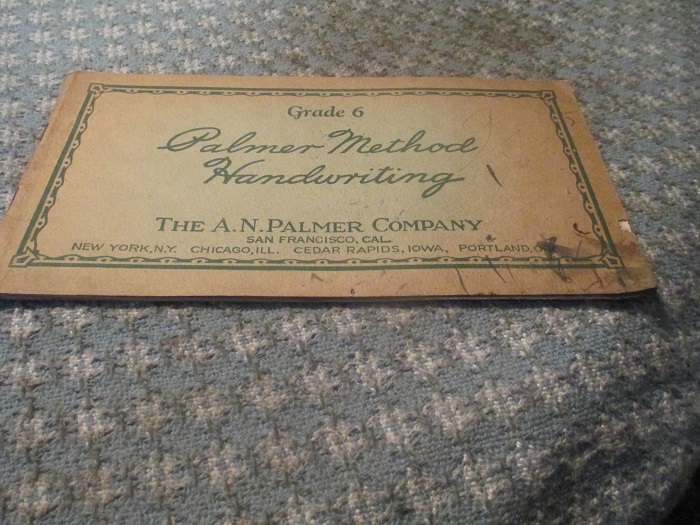 Grade 6
Palmer Method
Handwriting
THE A. N. PALMER COMPANY
SAN FRANCISCO, CAL.
NEW YORK, N.Y. CHICAGO, ILL. CEDAR RAPIDS, IOWA, PORTLAND,